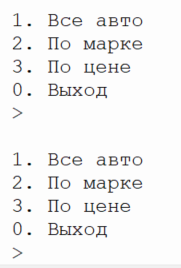 1. Все авто
2. По марке
3. По цене
0. Выход
>
1. Все авто
2. По марке
3. По цене
0. Выход
>